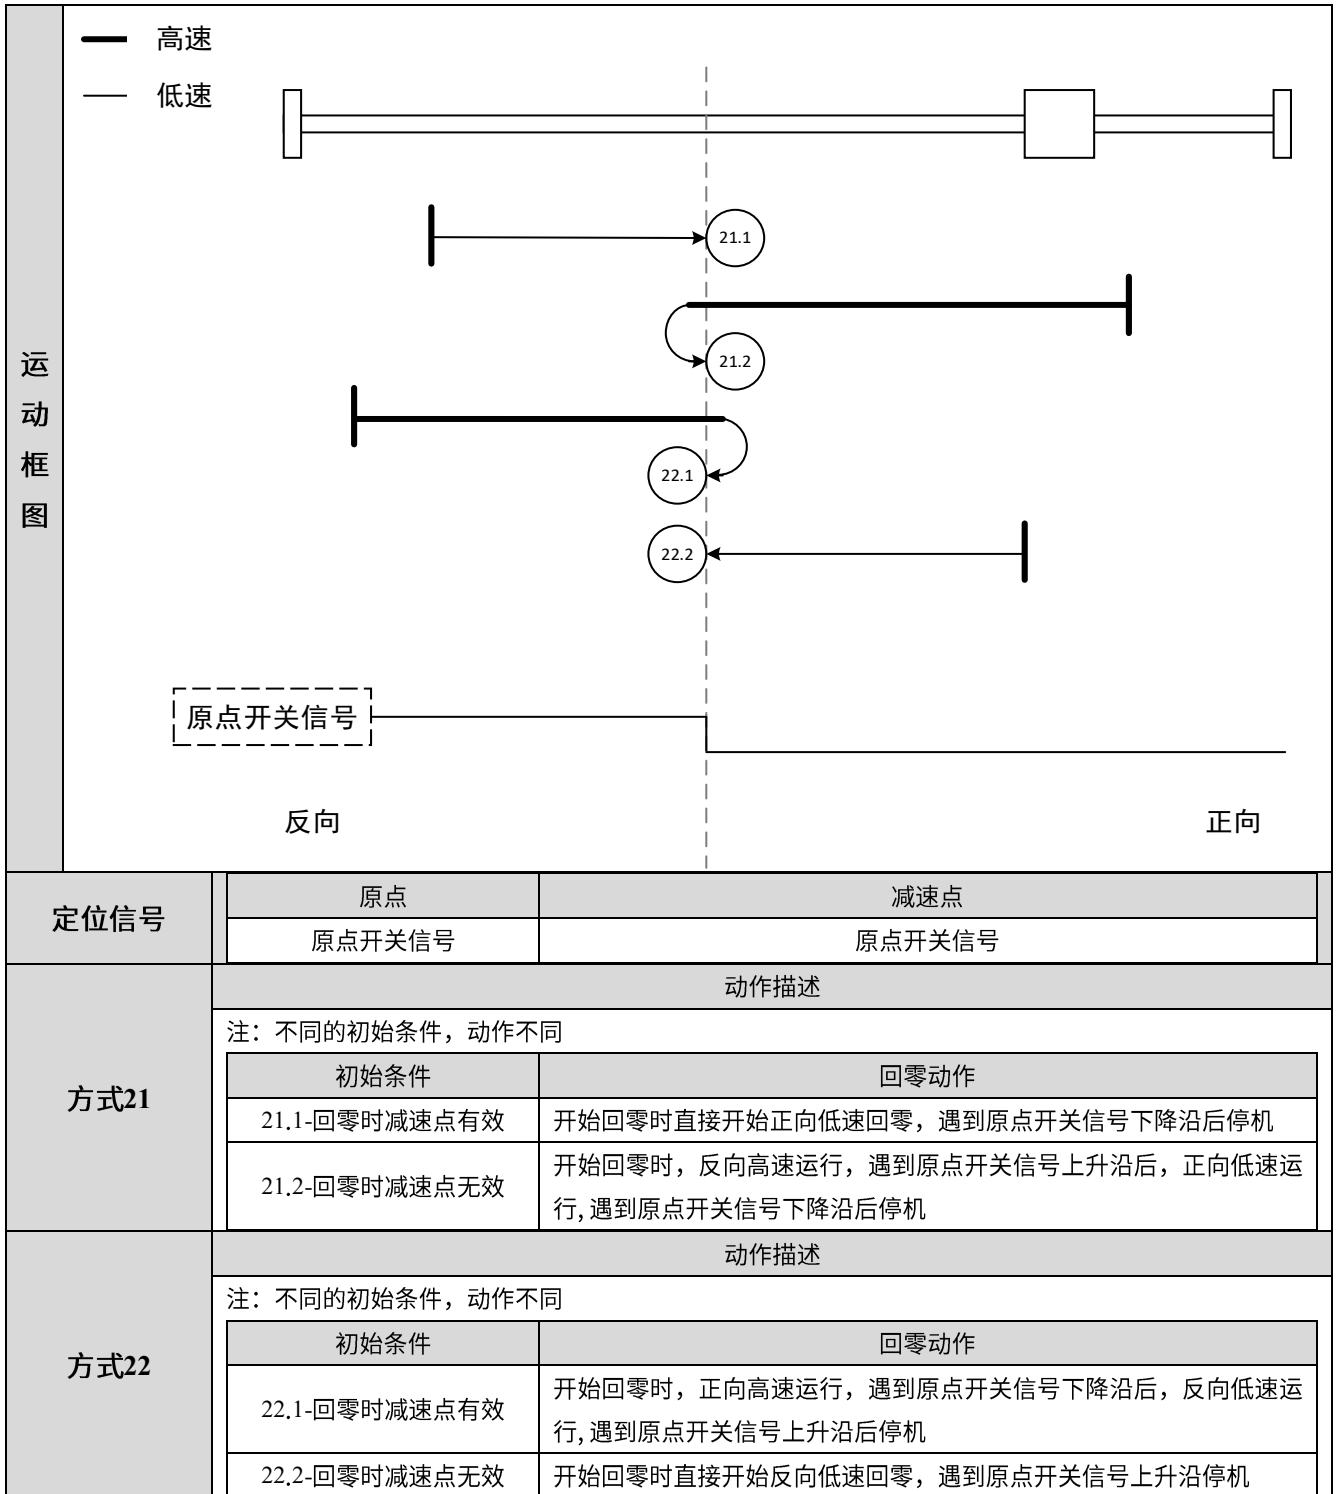 高速
低速
21.1
21.2
22.1
22.2
运
动
框
图
原点开关信号
反向
正向
定位信号
原点
减速点
原点开关信号
原点开关信号
方式21
动作描述
注：不同的初始条件，动作不同
初始条件
回零动作
21.1-回零时减速点有效
开始回零时直接开始正向低速回零，遇到原点开关信号下降沿后停机
21.2-回零时减速点无效
开始回零时，反向高速运行，遇到原点开关信号上升沿后，正向低速运
行, 遇到原点开关信号下降沿后停机
方式22
动作描述
注：不同的初始条件，动作不同
初始条件
回零动作
22.1-回零时减速点有效
开始回零时，正向高速运行，遇到原点开关信号下降沿后，反向低速运
行, 遇到原点开关信号上升沿后停机
22.2-回零时减速点无效
开始回零时直接开始反向低速回零，遇到原点开关信号上升沿停机